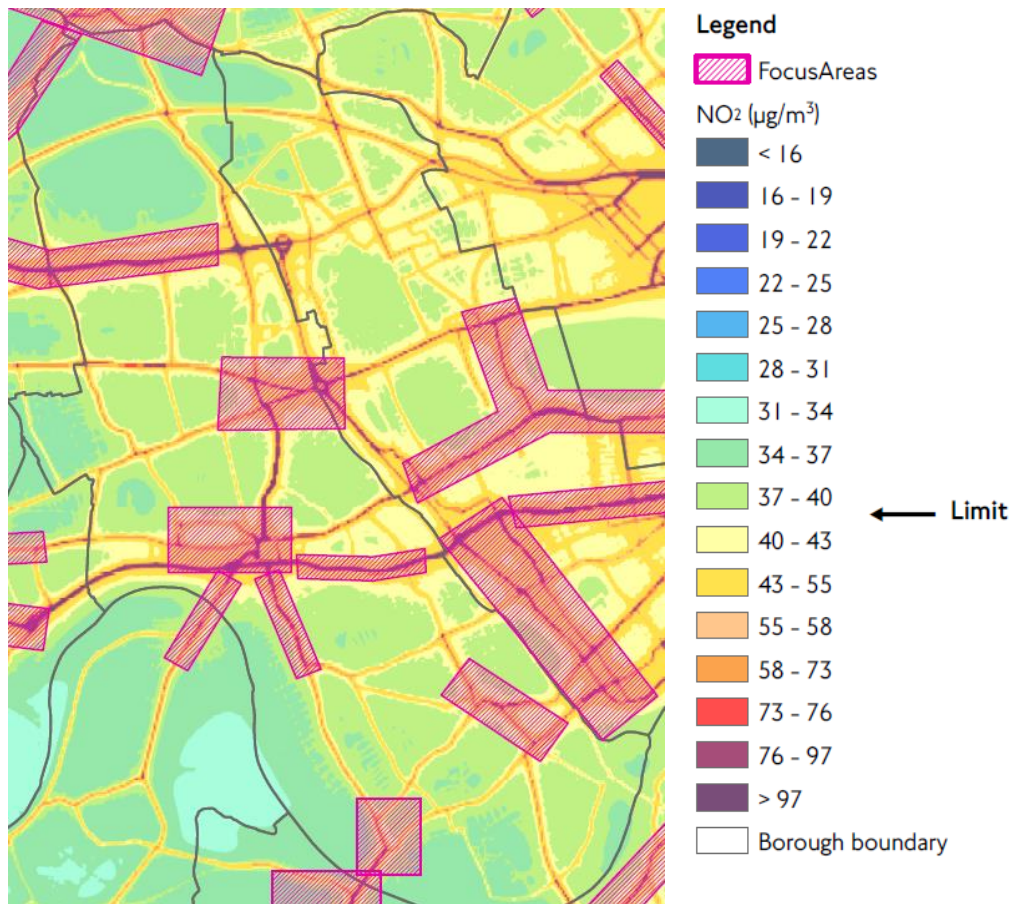 Legend
FocusAreas
NO2 (µg/m³)
< 16
16 - 19
19 - 22
22 - 25
25 - 28
28 - 31
31 - 34
34 - 37
37 - 40
Limit
40 - 43
43 - 55
55 - 58
58 - 73
73 - 76
76 - 97
> 97
Borough boundary